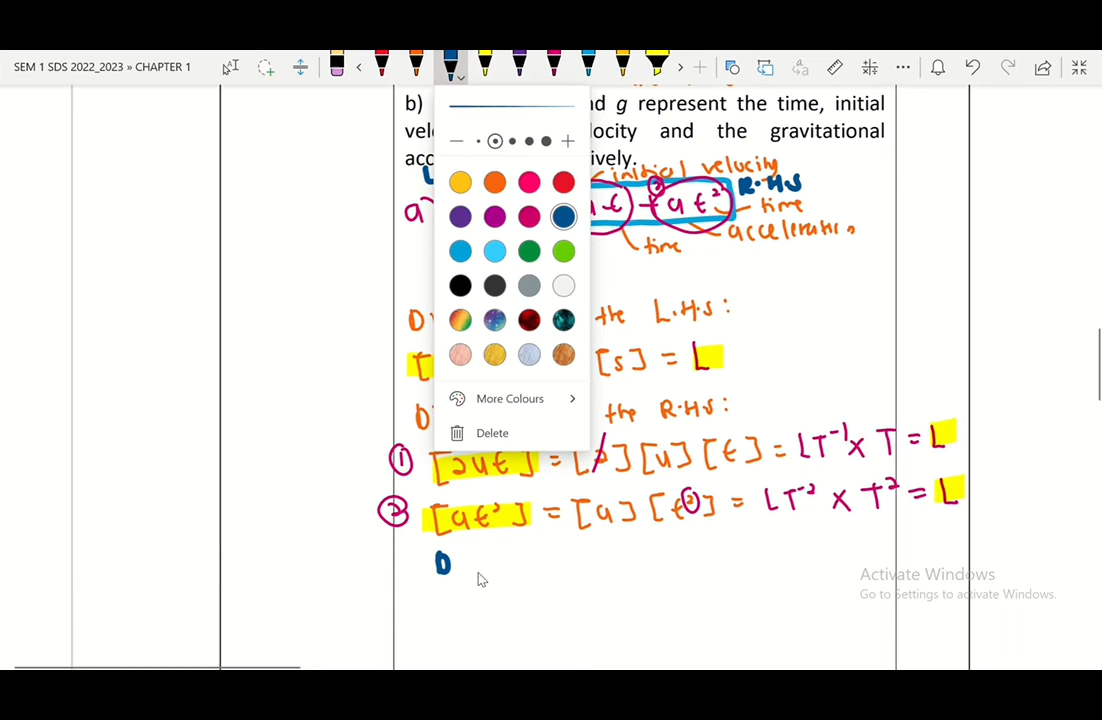 SEM 1 SDS 2022_2023 » CHAPTER 1
b) nd g represent the time, initial
vel locity and the gravitational
acc ively.
initial velocity
R.H.S
a t + a t²
②
time
acceleration
time
the L.H.S :
[s] = L
the R.H.S :
① [2ut] = [2][u][t] = LT⁻¹ × T = L
② [at²] = [a][t²] = LT⁻² × T² = L
D
More Colours
Delete
Activate Windows
Go to Settings to activate Windows.